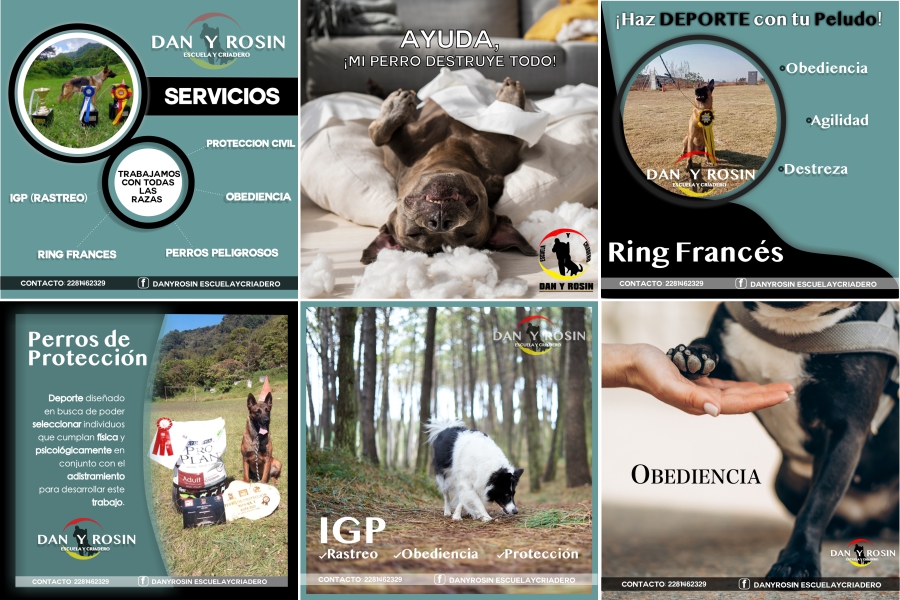 DAN Y ROSIN
ESCUELA Y CRIADERO
SERVICIOS
PROTECCION CIVIL
TRABAJAMOS
CON TODAS
LAS
RAZAS
IGP (RASTREO)
OBEDIENCIA
RING FRANCES
PERROS PELIGROSOS
CONTACTO 2281462329
DANYROSIN ESCUELAYCRIADERO
AYUDA,
¡MI PERRO DESTRUYE TODO!
DAN Y ROSIN
¡Haz DEPORTE con tu Peludo!
Obediencia
Agilidad
Destreza
DAN Y ROSIN
ESCUELA Y CRIADERO
Ring Francés
CONTACTO 2281462329
DANYROSIN ESCUELAYCRIADERO
Perros de
Protección
Deporte diseñado
en busca de poder
seleccionar individuos
que cumplan física y
psicológicamente en
conjunto con el
adistramiento
para desarrollar este
trabajo.
PRO
PLAN
Adult
DAN Y ROSIN
ESCUELA Y CRIADERO
CONTACTO 2281462329
DANYROSIN ESCUELAYCRIADERO
DAN Y ROSIN
ESCUELA Y CRIADERO
IGP
Rastreo Obediencia Protección
CONTACTO 2281462329
DANYROSIN ESCUELAYCRIADERO
OBEDIENCIA
DAN Y ROSIN
ESCUELA Y CRIADERO
CONTACTO 2281462329
DANYROSIN ESCUELAYCRIADERO